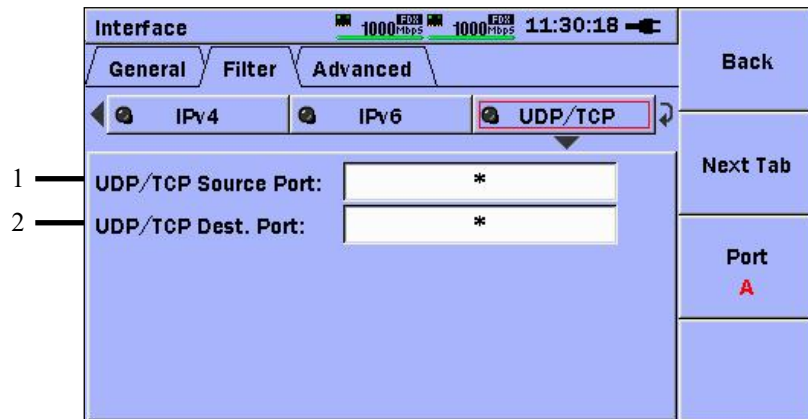 Interface 1000 FDX Mbps 1000 FDX Mbps 11:30:18
General Filter Advanced
IPv4 IPv6 UDP/TCP
1 UDP/TCP Source Port: *
2 UDP/TCP Dest. Port: *
Back
Next Tab
Port
A